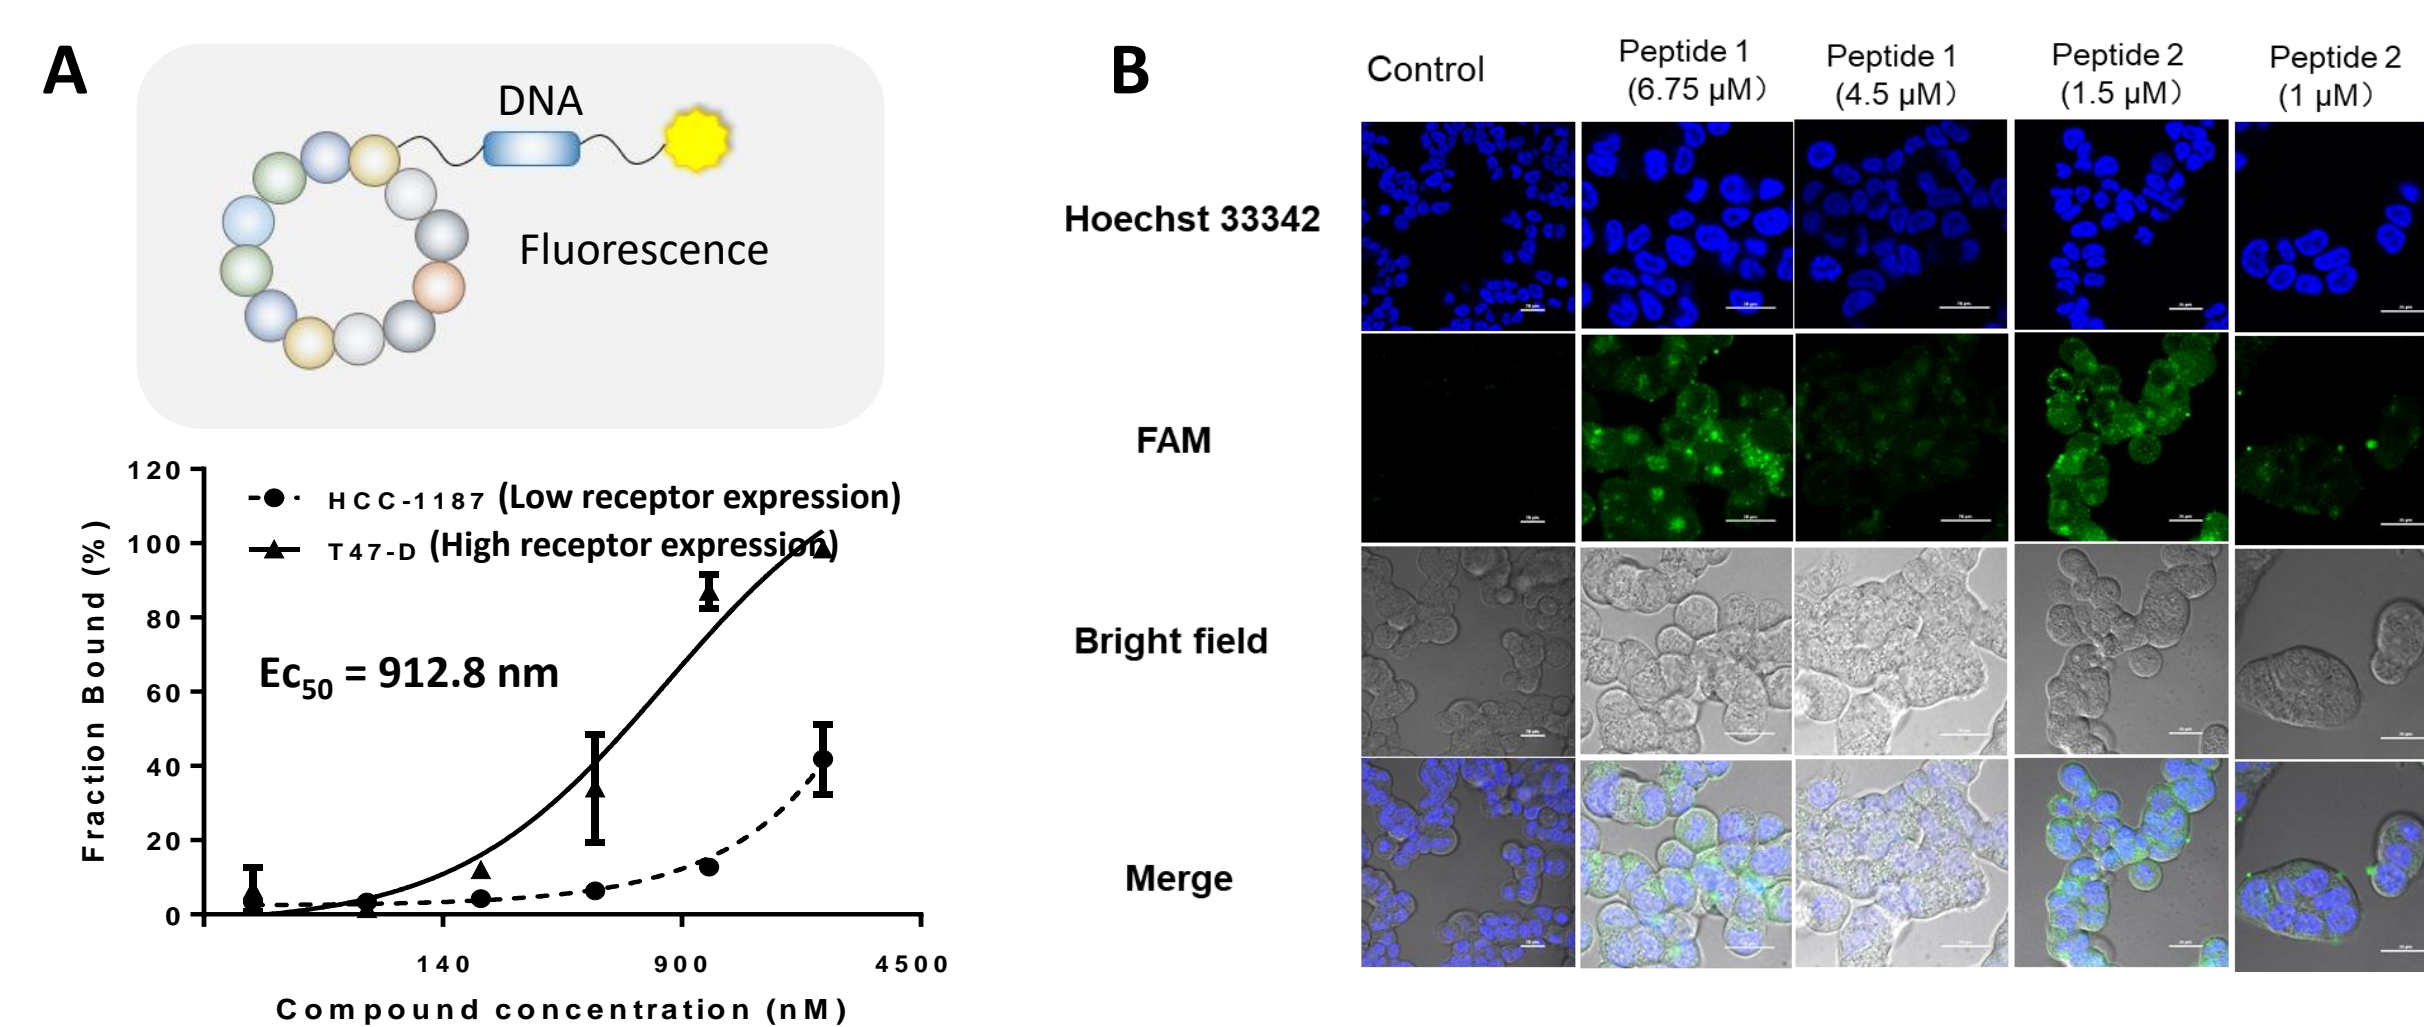 A
DNA
Fluorescence
120
100
80
60
40
20
0
Fraction Bound (%)
HCC-1187 (Low receptor expression)
T47-D (High receptor expression)
Ec50 = 912.8 nm
140
900
4500
Compound concentration (nM)
B
Control
Peptide 1
(6.75 μM)
Peptide 1
(4.5 μM)
Peptide 2
(1.5 μM)
Peptide 2
(1 μM)
Hoechst 33342
FAM
Bright field
Merge